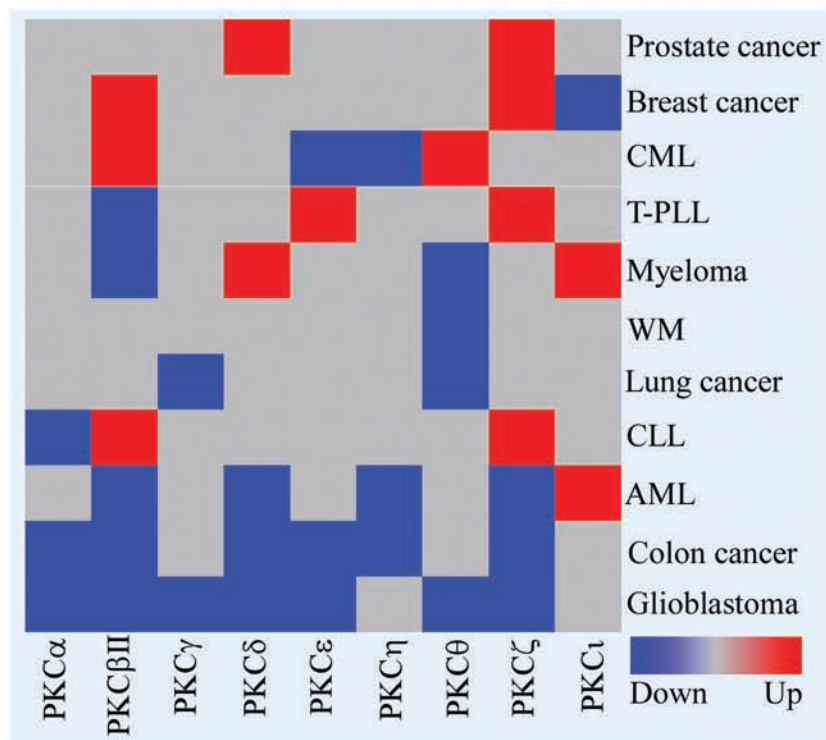 Prostate cancer
Breast cancer
CML
T-PLL
Myeloma
WM
Lung cancer
CLL
AML
Colon cancer
Glioblastoma
PKCα
PKCβII
PKCγ
PKCδ
PKCε
PKCη
PKCθ
PKCζ
PKCι
Down Up